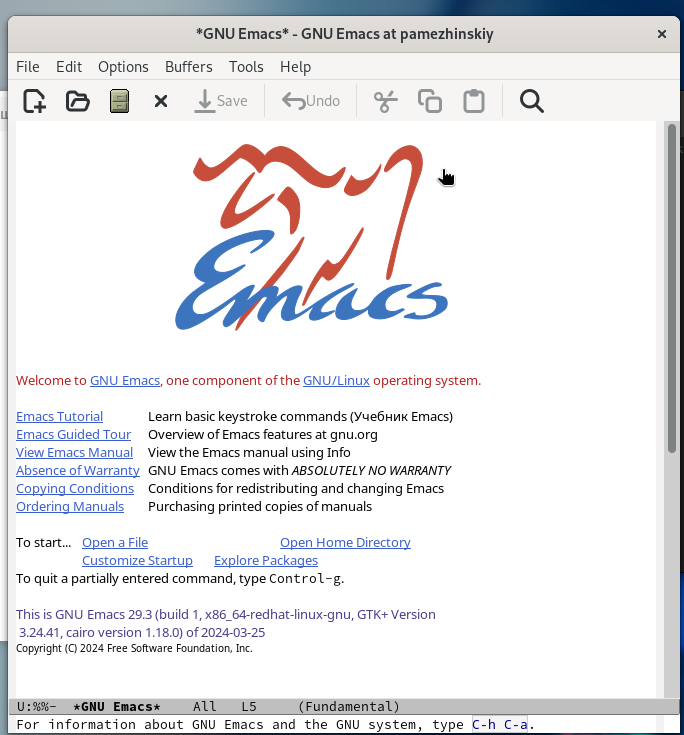 *GNU Emacs* - GNU Emacs at pamezhinskiy
File Edit Options Buffers Tools Help
Save Undo
Emacs
Welcome to GNU Emacs, one component of the GNU/Linux operating system.
Emacs Tutorial Learn basic keystroke commands (Учебник Emacs)
Emacs Guided Tour Overview of Emacs features at gnu.org
View Emacs Manual View the Emacs manual using Info
Absence of Warranty GNU Emacs comes with ABSOLUTELY NO WARRANTY
Copying Conditions Conditions for redistributing and changing Emacs
Ordering Manuals Purchasing printed copies of manuals
To start... Open a File Open Home Directory
Customize Startup Explore Packages
To quit a partially entered command, type Control-g.
This is GNU Emacs 29.3 (build 1, x86_64-redhat-linux-gnu, GTK+ Version
3.24.41, cairo version 1.18.0) of 2024-03-25
Copyright (C) 2024 Free Software Foundation, Inc.
U:%%- *GNU Emacs* All L5 (Fundamental)
For information about GNU Emacs and the GNU system, type C-h C-a.